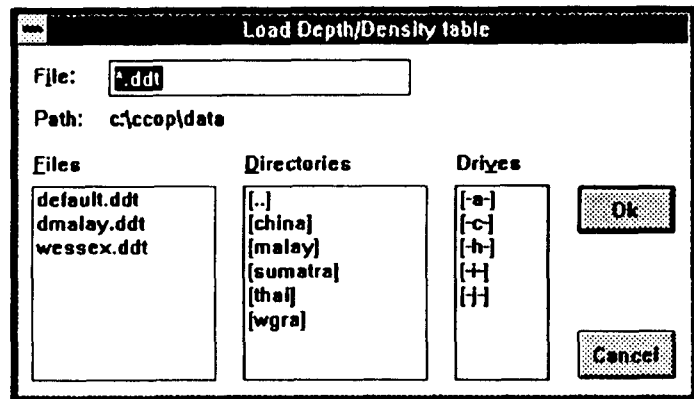 Load Depth/Density table
File:
*.ddt
Path: c:\ccop\data
Files
default.ddt
dmalay.ddt
wessex.ddt
Directories
[..]
[china]
[malay]
[sumatra]
[thai]
[wgra]
Drives
[-a-]
[-c-]
[-h-]
[-i-]
[-j-]
Ok
Cancel